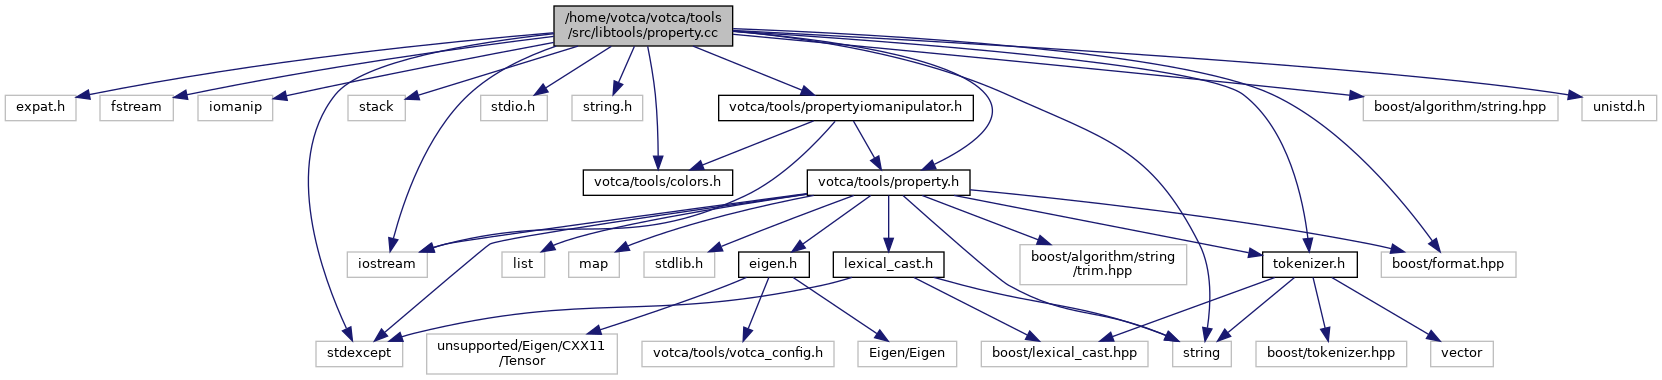 /home/votca/votca/tools
/src/libtools/property.cc
expat.h
fstream
iomanip
stack
stdio.h
string.h
votca/tools/propertyiomanipulator.h
boost/algorithm/string.hpp
unistd.h
votca/tools/colors.h
votca/tools/property.h
iostream
list
map
stdlib.h
eigen.h
lexical_cast.h
boost/algorithm/string
/trim.hpp
tokenizer.h
boost/format.hpp
stdexcept
unsupported/Eigen/CXX11
/Tensor
votca/tools/votca_config.h
Eigen/Eigen
boost/lexical_cast.hpp
string
boost/tokenizer.hpp
vector